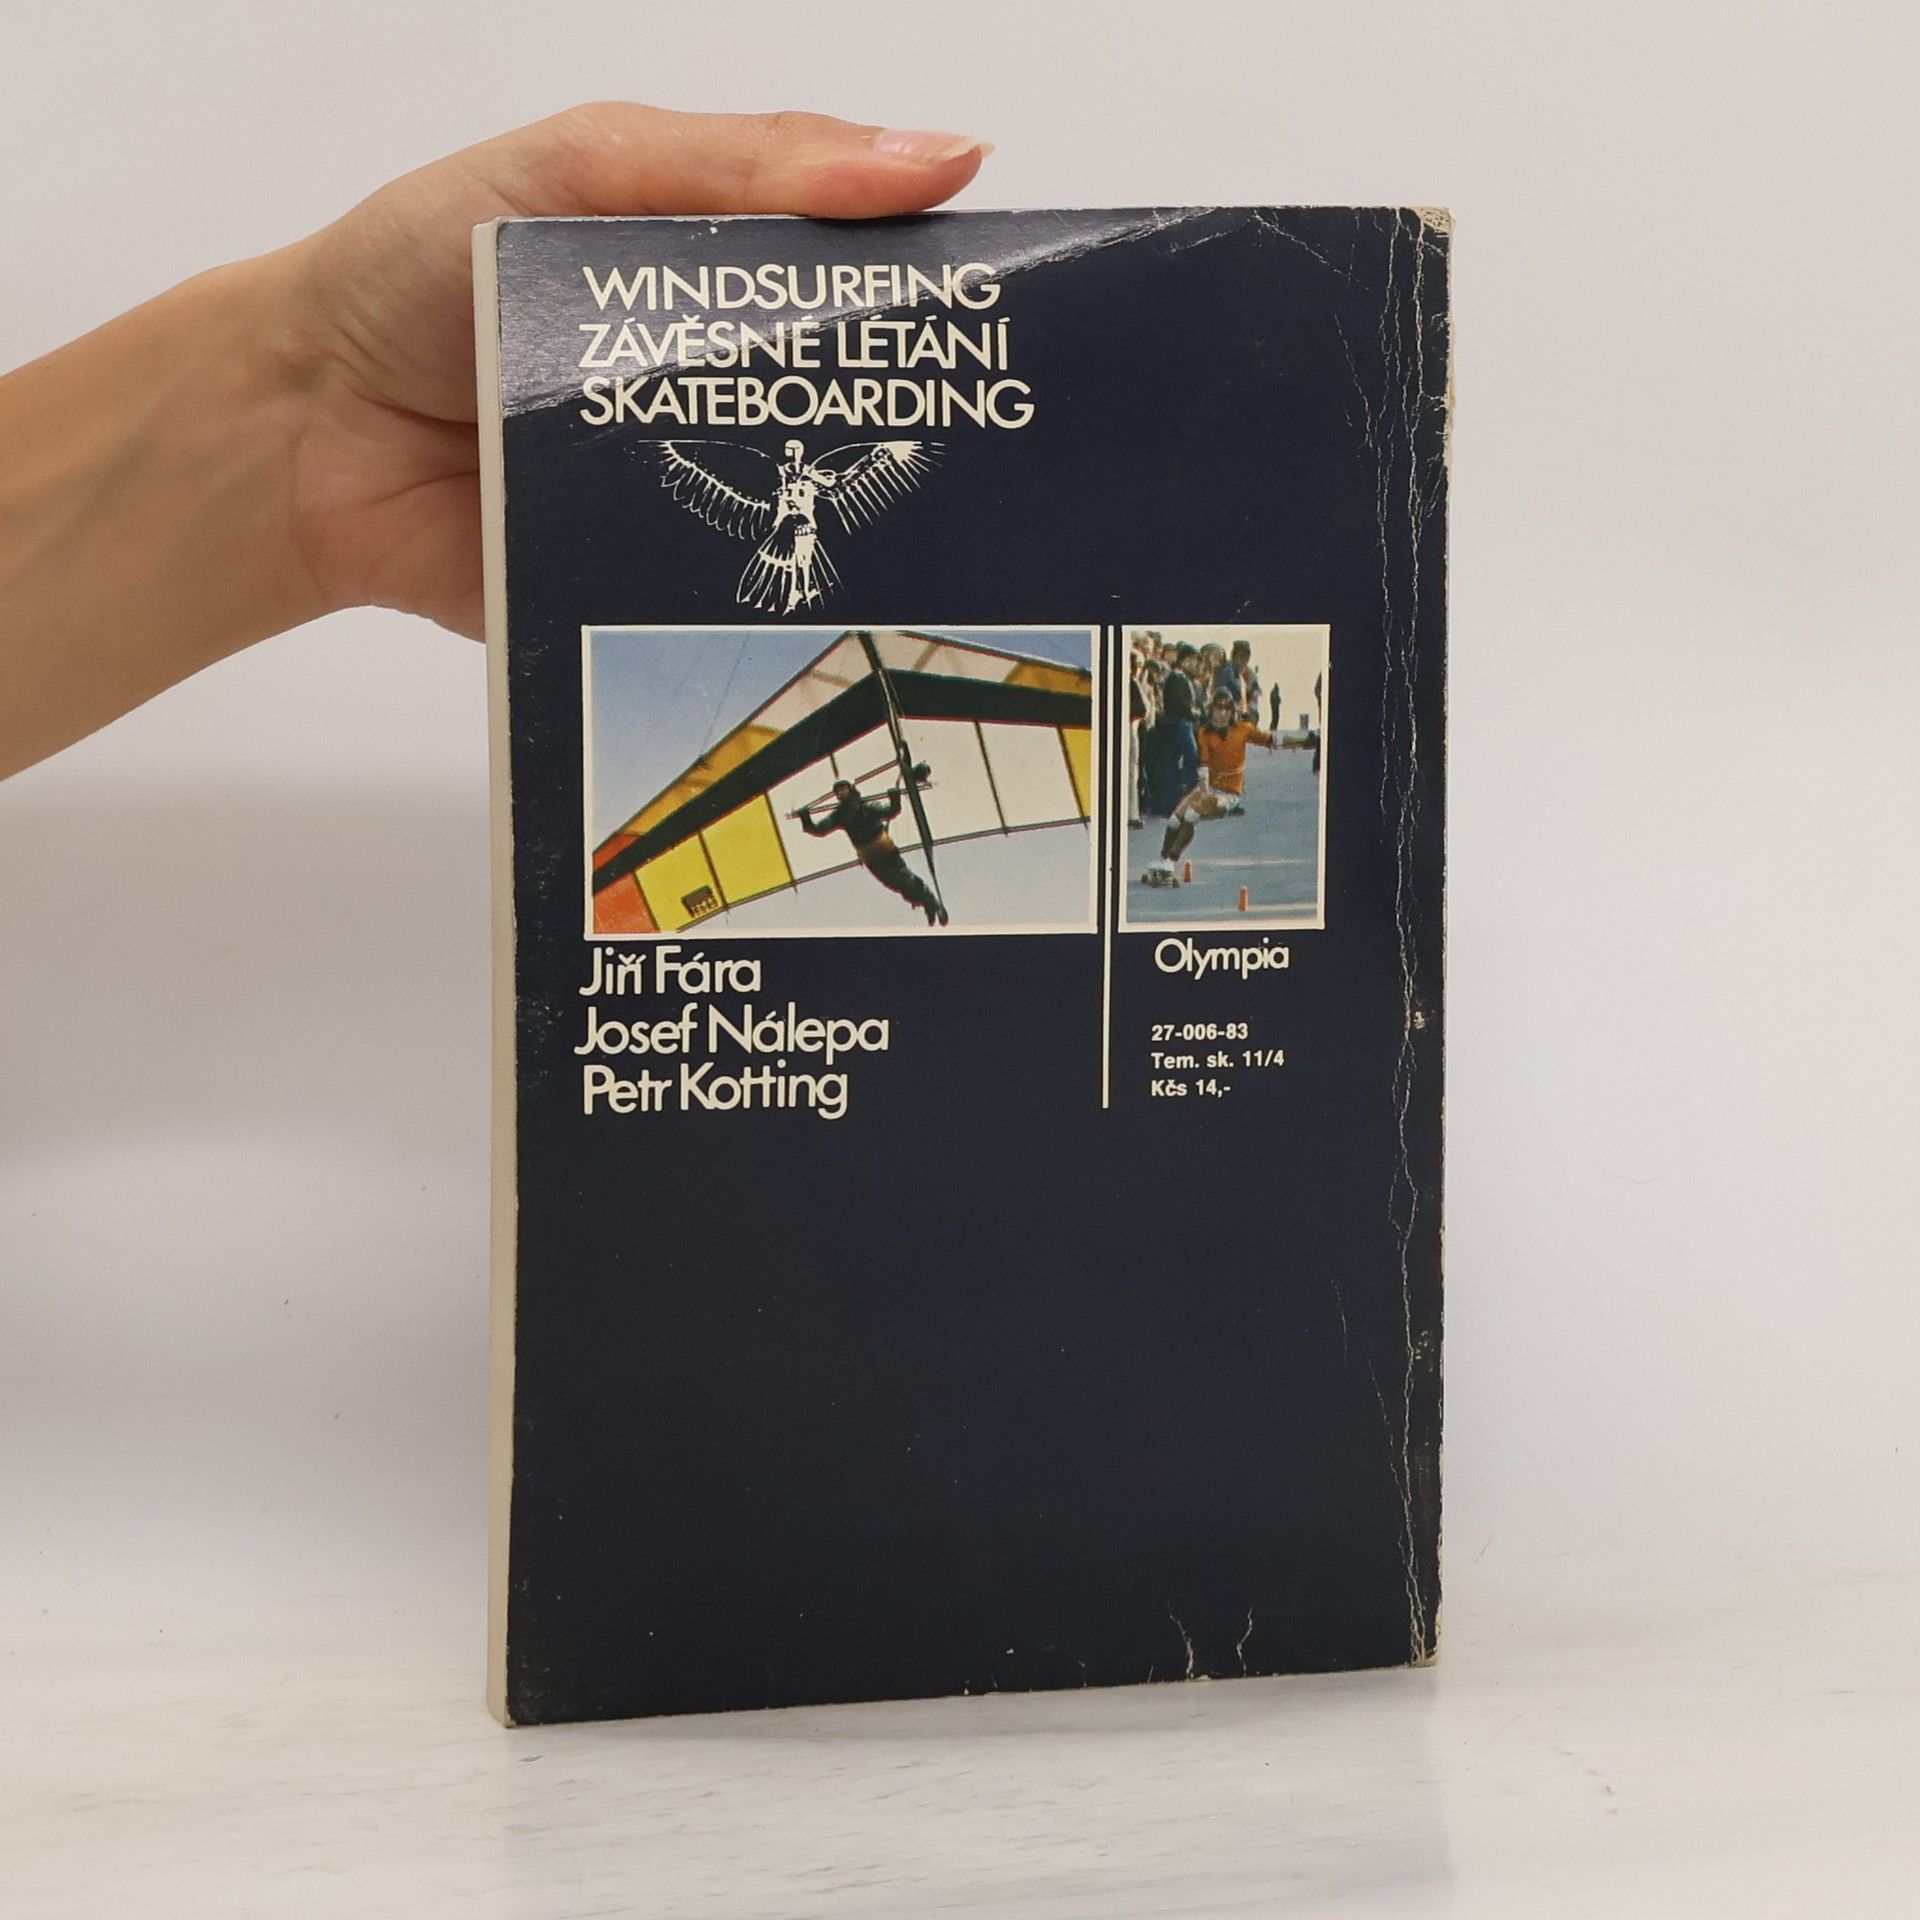 WINDSURFING
ZÁVĚSNÉ LÉTÁNÍ
SKATEBOARDING
Jiří Fára
Josef Nálepa
Petr Kotting
Olympia
27-006-83
Tem. sk. 11/4
Kčs 14,-